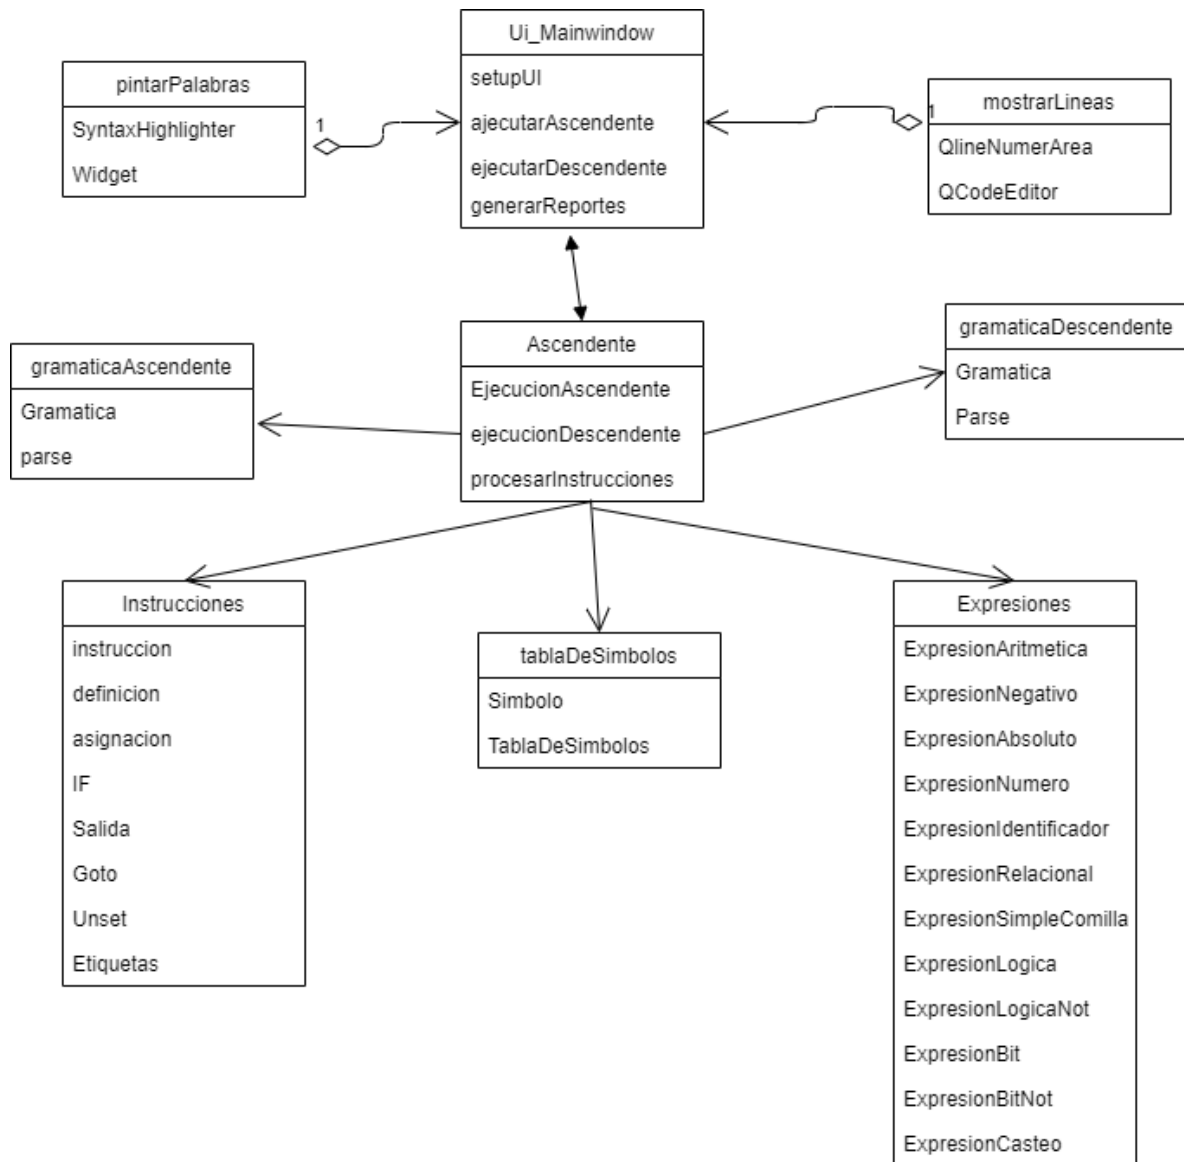 Ui_Mainwindow
setupUI
ajecutarAscendente
ejecutarDescendente
generarReportes
pintarPalabras
SyntaxHighlighter
Widget
1
mostrarLineas
QlineNumerArea
QCodeEditor
1
Ascendente
EjecucionAscendente
ejecucionDescendente
procesarInstrucciones
gramaticaAscendente
Gramatica
parse
gramaticaDescendente
Gramatica
Parse
Instrucciones
instruccion
definicion
asignacion
IF
Salida
Goto
Unset
Etiquetas
tablaDeSimbolos
Simbolo
TablaDeSimbolos
Expresiones
ExpresionAritmetica
ExpresionNegativo
ExpresionAbsoluto
ExpresionNumero
ExpresionIdentificador
ExpresionRelacional
ExpresionSimpleComilla
ExpresionLogica
ExpresionLogicaNot
ExpresionBit
ExpresionBitNot
ExpresionCasteo